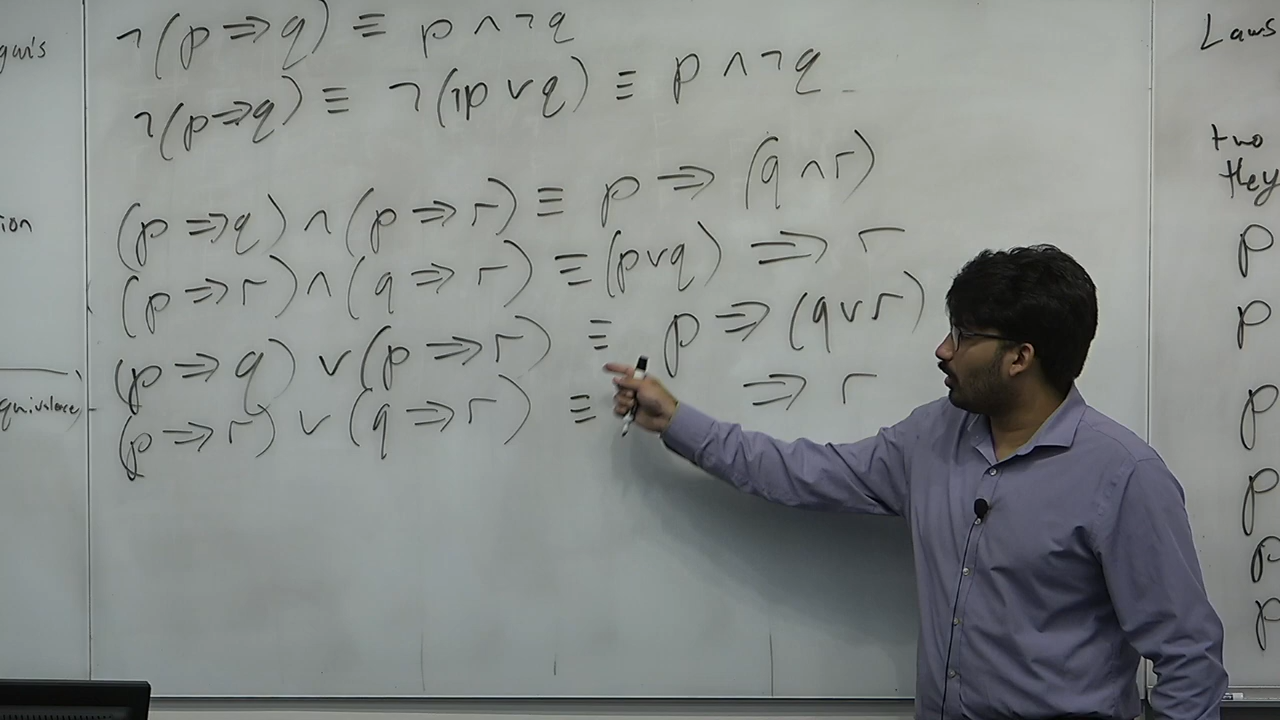 ¬(p ⇒ q) ≡ p ∧ ¬q
¬(p ⇒ q) ≡ ¬(¬p ∨ q) ≡ p ∧ ¬q
(p ⇒ q) ∧ (p ⇒ r) ≡ p ⇒ (q ∧ r)
(p ⇒ r) ∧ (q ⇒ r) ≡ (p ∨ q) ⇒ r
(p ⇒ q) ∨ (p ⇒ r) ≡ p ⇒ (q ∨ r)
(p ⇒ r) ∨ (q ⇒ r) ≡ ⇒ r
Laws
two
they
p
p
p
p
p
p